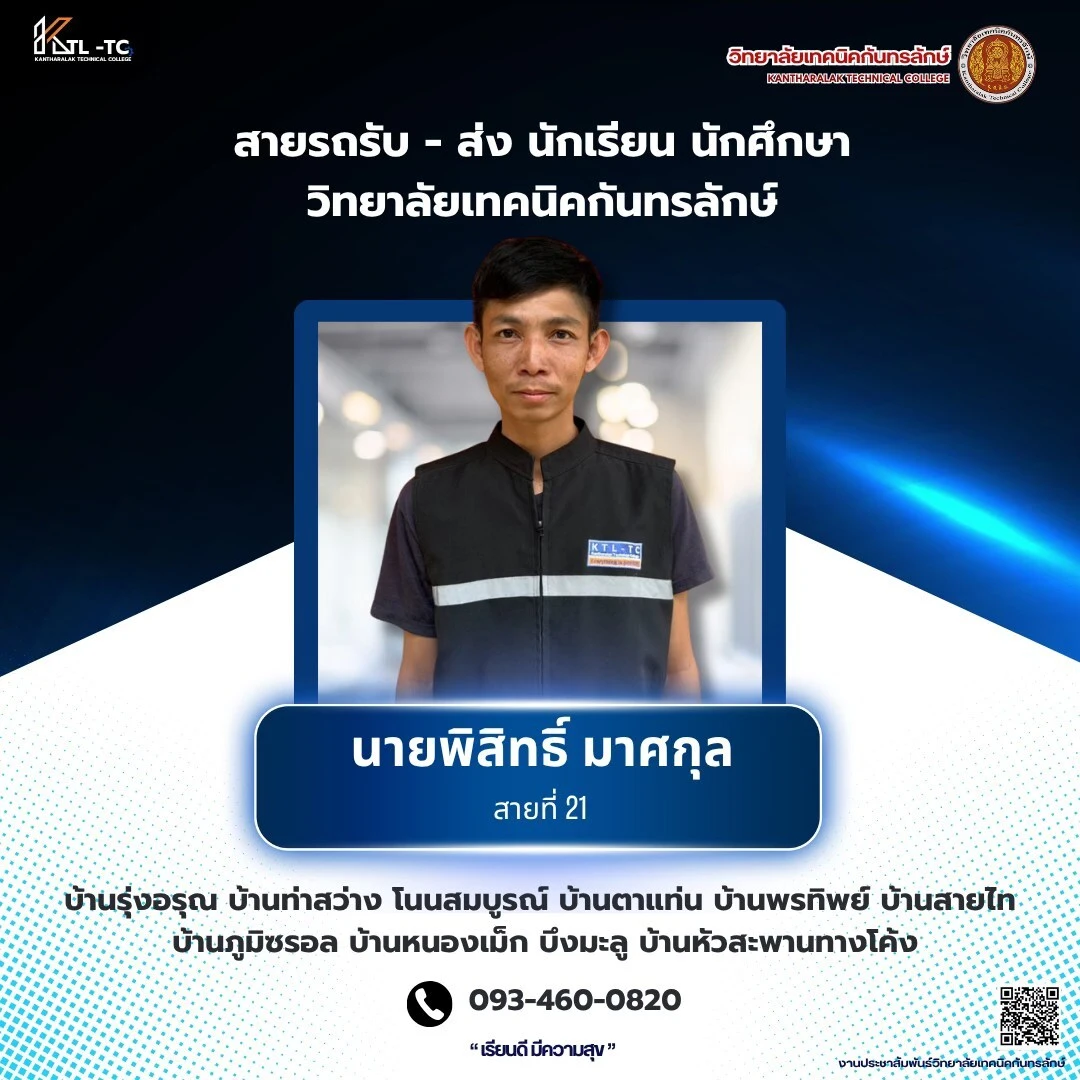 KTL-TC
KANTHARALAK TECHNICAL COLLEGE
วิทยาลัยเทคนิคกันทรลักษ์
KANTHARALAK TECHNICAL COLLEGE
สายรถรับ - ส่ง นักเรียน นักศึกษา
วิทยาลัยเทคนิคกันทรลักษ์
KTL-TC
นายพิสิทธิ์ มาศกุล
สายที่ 21
บ้านรุ่งอรุณ บ้านท่าสว่าง โนนสมบูรณ์ บ้านตาแท่น บ้านพรทิพย์ บ้านสายไท
บ้านภูมิซรอล บ้านหนองเม็ก บึงมะลู บ้านหัวสะพานทางโค้ง
093-460-0820
“เรียนดี มีความสุข”
งานประชาสัมพันธ์วิทยาลัยเทคนิคกันทรลักษ์